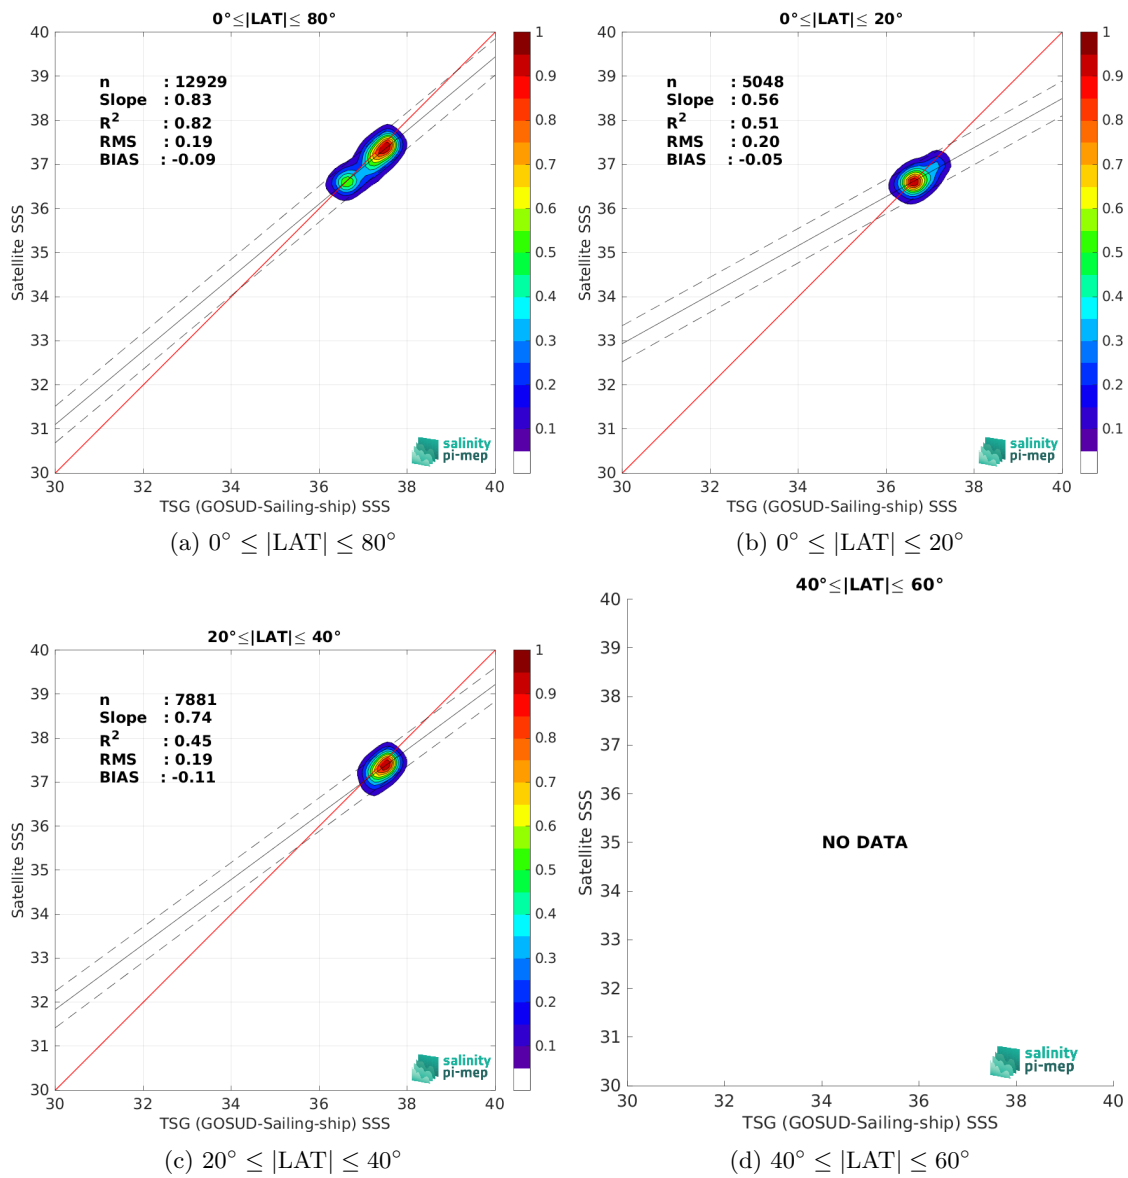 0°≤|LAT|≤ 80°
40
39
38
37
36
35
34
33
32
31
30
Satellite SSS
n : 12929
Slope : 0.83
R2 : 0.82
RMS : 0.19
BIAS : -0.09
salinity
pi-mep
30 32 34 36 38 40
TSG (GOSUD-Sailing-ship) SSS
1
0.9
0.8
0.7
0.6
0.5
0.4
0.3
0.2
0.1
(a) 0° ≤ |LAT| ≤ 80°
0°≤|LAT|≤ 20°
40
39
38
37
36
35
34
33
32
31
30
Satellite SSS
n : 5048
Slope : 0.56
R2 : 0.51
RMS : 0.20
BIAS : -0.05
salinity
pi-mep
30 32 34 36 38 40
TSG (GOSUD-Sailing-ship) SSS
1
0.9
0.8
0.7
0.6
0.5
0.4
0.3
0.2
0.1
(b) 0° ≤ |LAT| ≤ 20°
20°≤|LAT|≤ 40°
40
39
38
37
36
35
34
33
32
31
30
Satellite SSS
n : 7881
Slope : 0.74
R2 : 0.45
RMS : 0.19
BIAS : -0.11
salinity
pi-mep
30 32 34 36 38 40
TSG (GOSUD-Sailing-ship) SSS
1
0.9
0.8
0.7
0.6
0.5
0.4
0.3
0.2
0.1
(c) 20° ≤ |LAT| ≤ 40°
40°≤|LAT|≤ 60°
40
39
38
37
36
35
34
33
32
31
30
Satellite SSS
NO DATA
salinity
pi-mep
30 32 34 36 38 40
TSG (GOSUD-Sailing-ship) SSS
(d) 40° ≤ |LAT| ≤ 60°